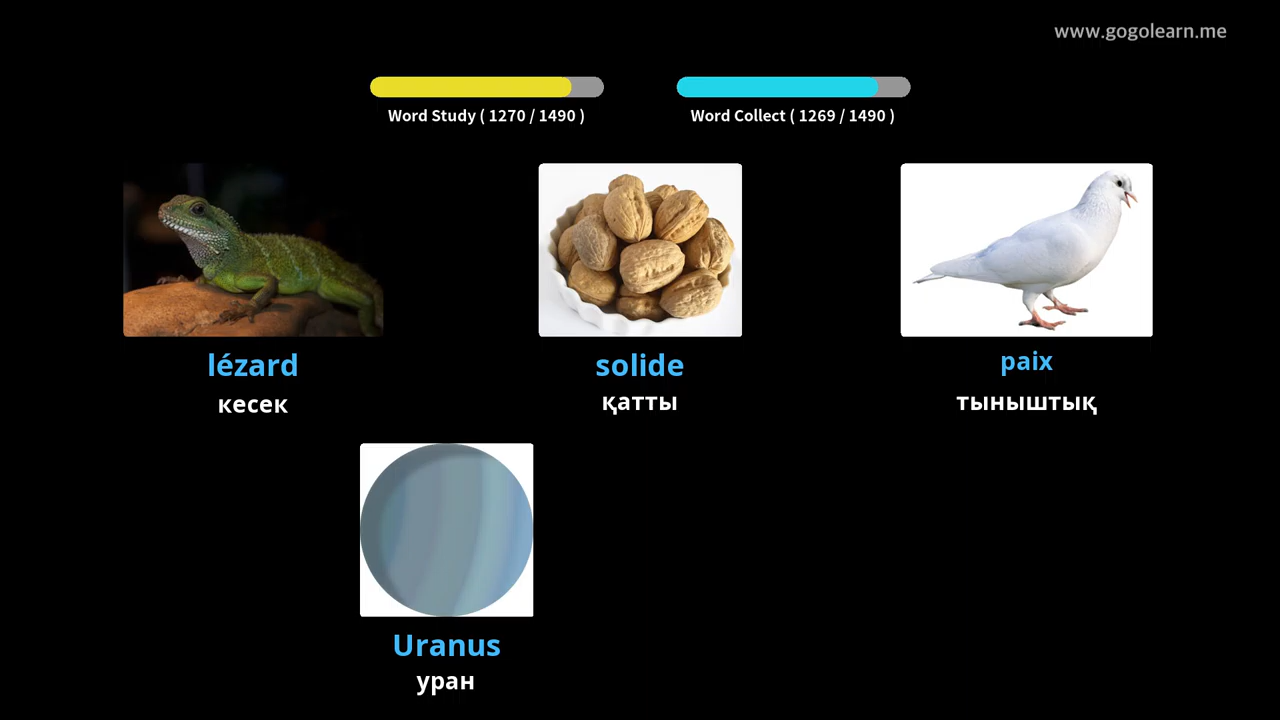 www.gogolearn.me
Word Study ( 1270 / 1490 )
Word Collect ( 1269 / 1490 )
lézard
кесек
solide
қатты
paix
тыныштық
Uranus
уран